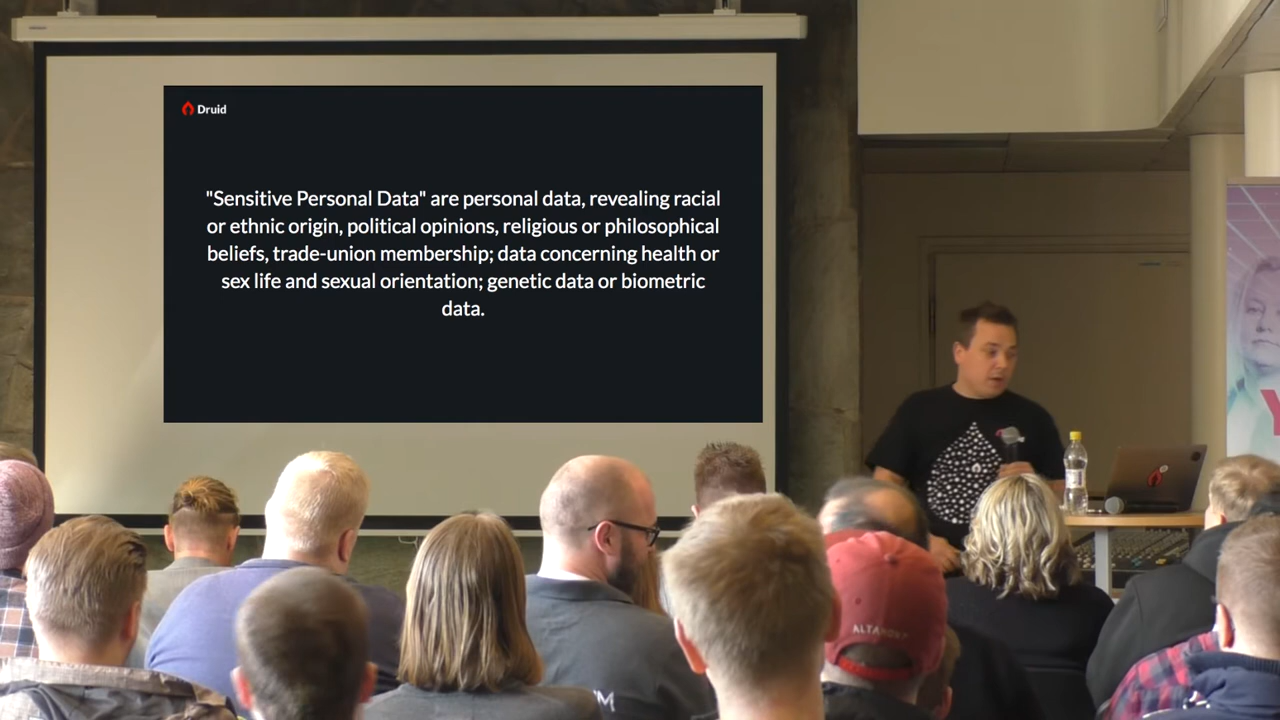 Druid
"Sensitive Personal Data" are personal data, revealing racial
or ethnic origin, political opinions, religious or philosophical
beliefs, trade-union membership; data concerning health or
sex life and sexual orientation; genetic data or biometric
data.